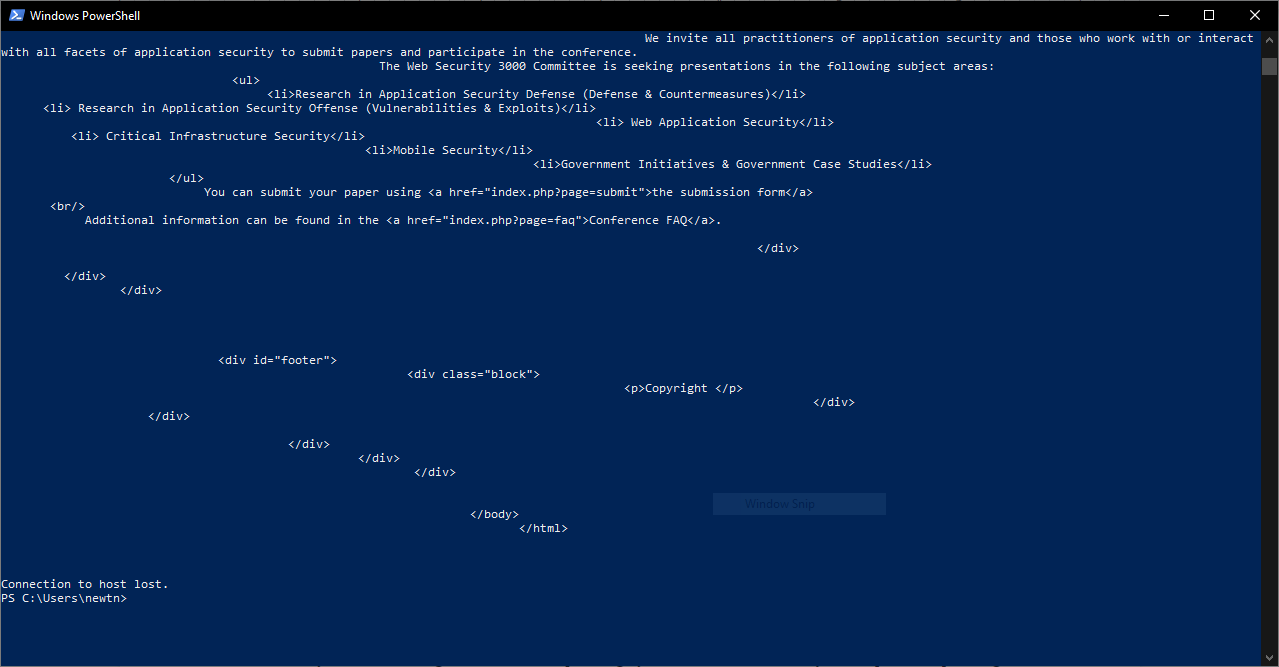 Windows PowerShell
We invite all practitioners of application security and those who work with or interact
with all facets of application security to submit papers and participate in the conference.
The Web Security 3000 Committee is seeking presentations in the following subject areas:
<ul>
<li>Research in Application Security Defense (Defense & Countermeasures)</li>
<li> Research in Application Security Offense (Vulnerabilities & Exploits)</li>
<li> Web Application Security</li>
<li> Critical Infrastructure Security</li>
<li>Mobile Security</li>
<li>Government Initiatives & Government Case Studies</li>
</ul>
You can submit your paper using <a href="index.php?page=submit">the submission form</a>
<br/>
Additional information can be found in the <a href="index.php?page=faq">Conference FAQ</a>.
</div>
</div>
</div>
<div id="footer">
<div class="block">
<p>Copyright </p>
</div>
</div>
</div>
</div>
</div>
Window Snip
</body>
</html>
Connection to host lost.
PS C:\Users\newtn>